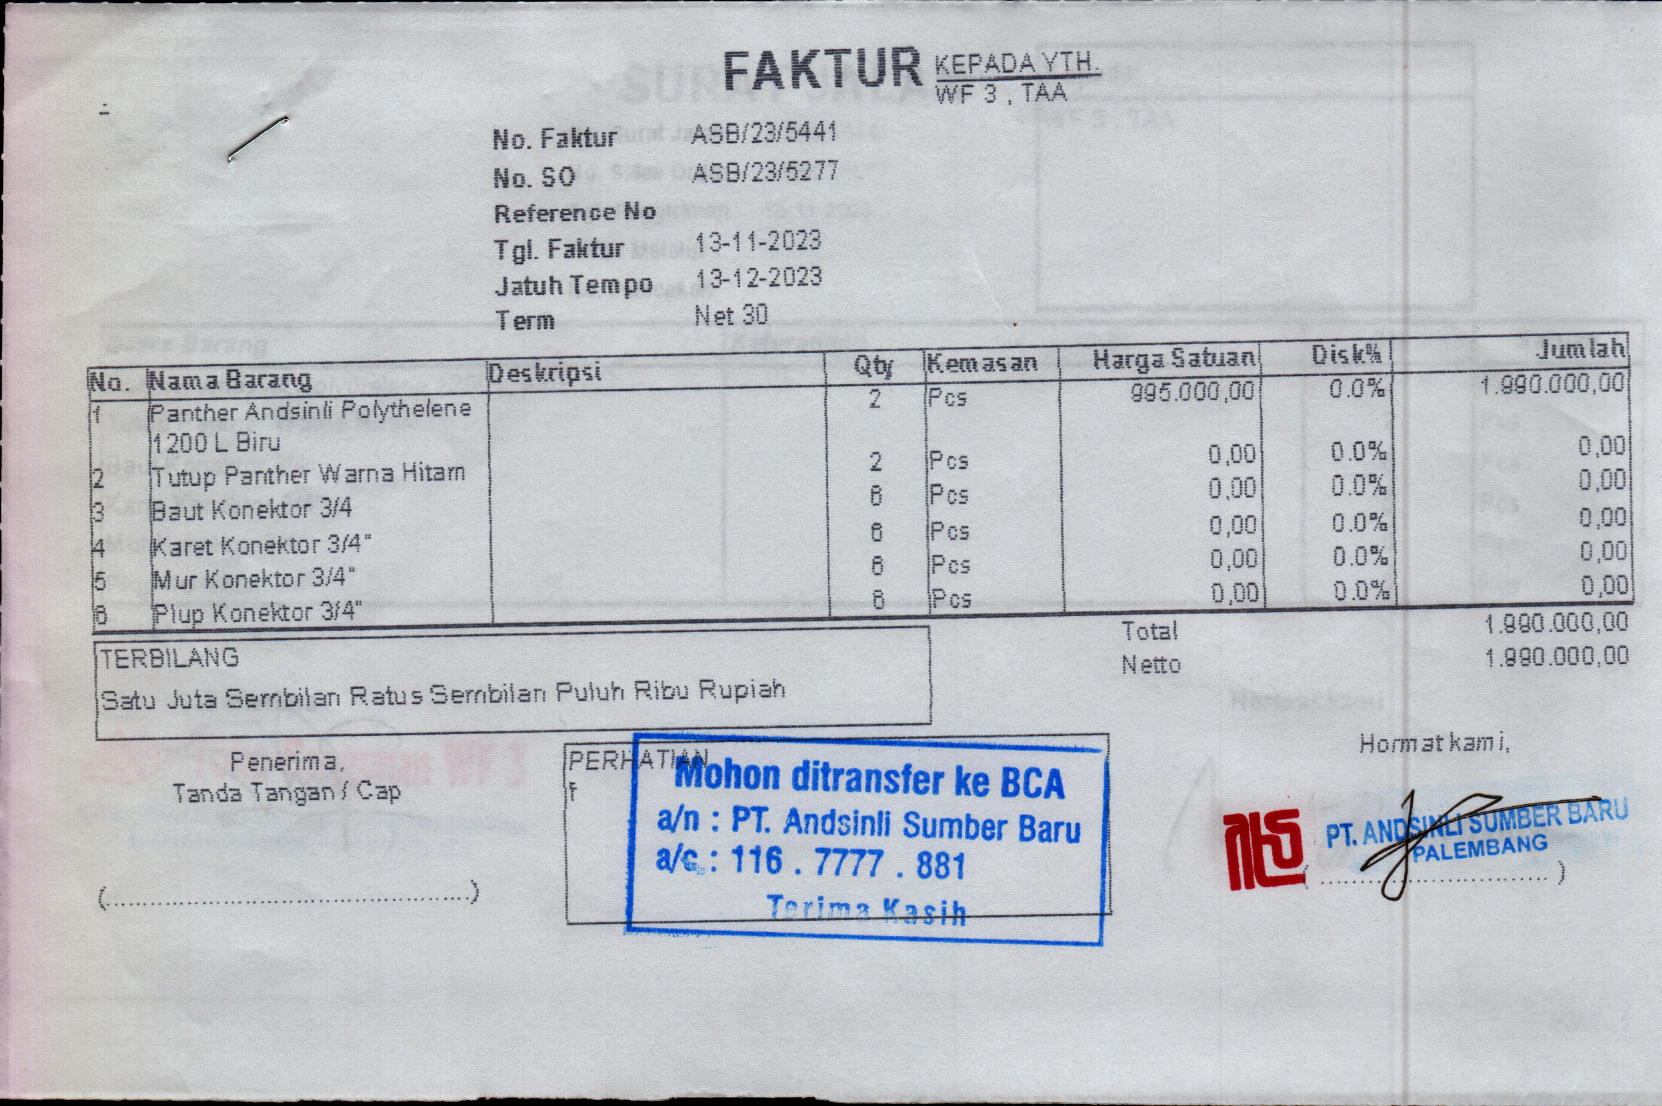 FAKTUR
KEPADA YTH.
WF 3 , TAA
No. Faktur ASB/23/5441
No. SO ASB/23/5277
Reference No
Tgl. Faktur 13-11-2023
Jatuh Tempo 13-12-2023
Term Net 30
No. Nama Barang Deskripsi Qty Kemasan Harga Satuan Disk% Jumlah
1 Panther Andsinli Polythelene 2 Pcs 995.000,00 0.0% 1.990.000,00
1200 L Biru
2 Tutup Panther Warna Hitam 2 Pcs 0,00 0.0% 0,00
3 Baut Konektor 3/4 6 Pcs 0,00 0.0% 0,00
4 Karet Konektor 3/4" 6 Pcs 0,00 0.0% 0,00
5 Mur Konektor 3/4" 6 Pcs 0,00 0.0% 0,00
6 Plup Konektor 3/4" 6 Pcs 0,00 0.0% 0,00
Total 1.990.000,00
Netto 1.990.000,00
TERBILANG
Satu Juta Sembilan Ratus Sembilan Puluh Ribu Rupiah
Penerima,
Tanda Tangan / Cap
(................................................)
PERHATIAN
Mohon ditransfer ke BCA
a/n : PT. Andsinli Sumber Baru
a/c : 116 . 7777 . 881
Terima Kasih
Hormat kami,
PT. ANDSINLI SUMBER BARU
PALEMBANG
( ................................ )